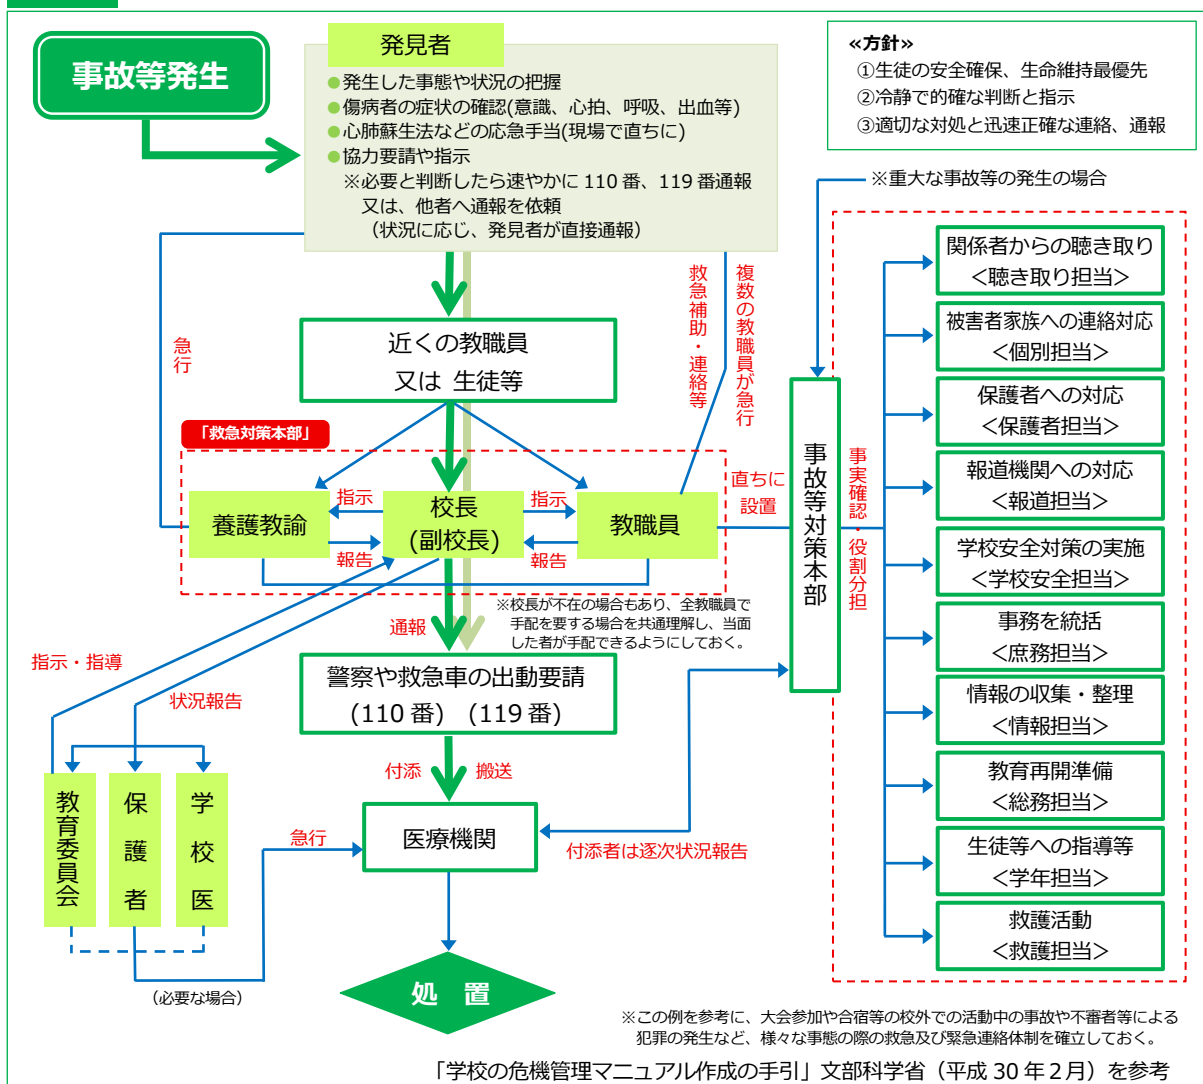 事故等発生
発見者
●発生した事態や状況の把握
●傷病者の症状の確認(意識、心拍、呼吸、出血等)
●心肺蘇生法などの応急手当(現場で直ちに)
●協力要請や指示
※必要と判断したら速やかに 110 番、119 番通報
又は、他者へ通報を依頼
（状況に応じ、発見者が直接通報）
≪方針≫
①生徒の安全確保、生命維持最優先
②冷静で的確な判断と指示
③適切な対処と迅速正確な連絡、通報
※重大な事故等の発生の場合
急行
救急補助・連絡等
複数の教職員が急行
近くの教職員
又は 生徒等
「救急対策本部」
養護教諭
指示
報告
校長
(副校長)
指示
報告
教職員
直ちに
設置
事故等対策本部
事実確認・役割分担
※校長が不在の場合もあり、全教職員で
手配を要する場合を共通理解し、当面
した者が手配できるようにしておく。
通報
指示・指導
状況報告
警察や救急車の出動要請
(110 番) (119 番)
付添
搬送
教育委員会
保護者
学校医
急行
医療機関
付添者は逐次状況報告
(必要な場合)
処 置
関係者からの聴き取り
＜聴き取り担当＞
被害者家族への連絡対応
＜個別担当＞
保護者への対応
＜保護者担当＞
報道機関への対応
＜報道担当＞
学校安全対策の実施
＜学校安全担当＞
事務を統括
＜庶務担当＞
情報の収集・整理
＜情報担当＞
教育再開準備
＜総務担当＞
生徒等への指導等
＜学年担当＞
救護活動
＜救護担当＞
※この例を参考に、大会参加や合宿等の校外での活動中の事故や不審者等による
犯罪の発生など、様々な事態の際の救急及び緊急連絡体制を確立しておく。
「学校の危機管理マニュアル作成の手引」文部科学省（平成 30 年２月）を参考